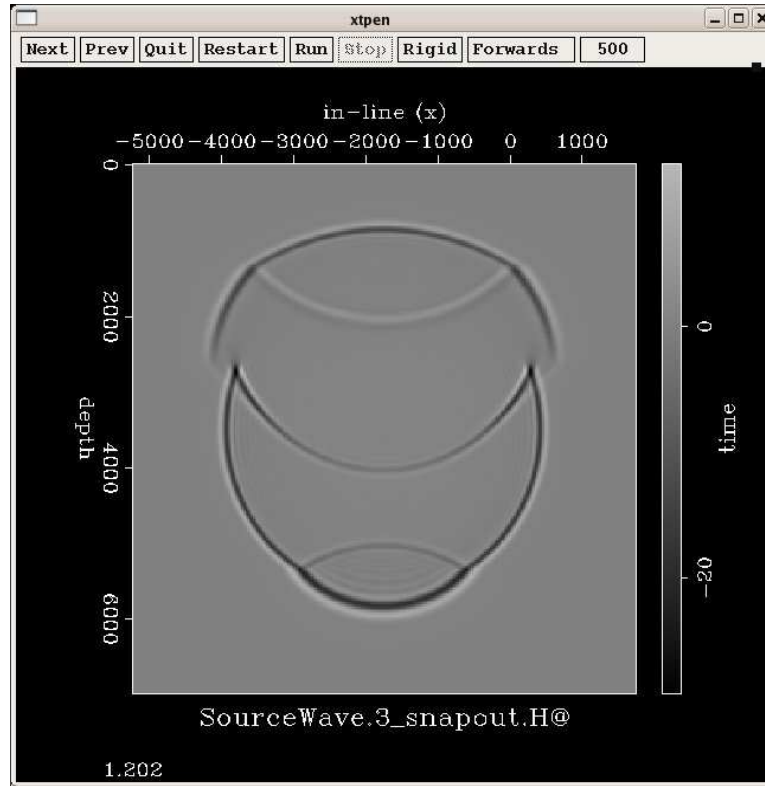 xtpen
Next Prev Quit Restart Run Stop Rigid Forwards 500
in-line (x)
-5000 -4000 -3000 -2000 -1000 0 1000
0
2000
4000
6000
depth
0
-20
time
SourceWave.3_snapout.H@
1.202